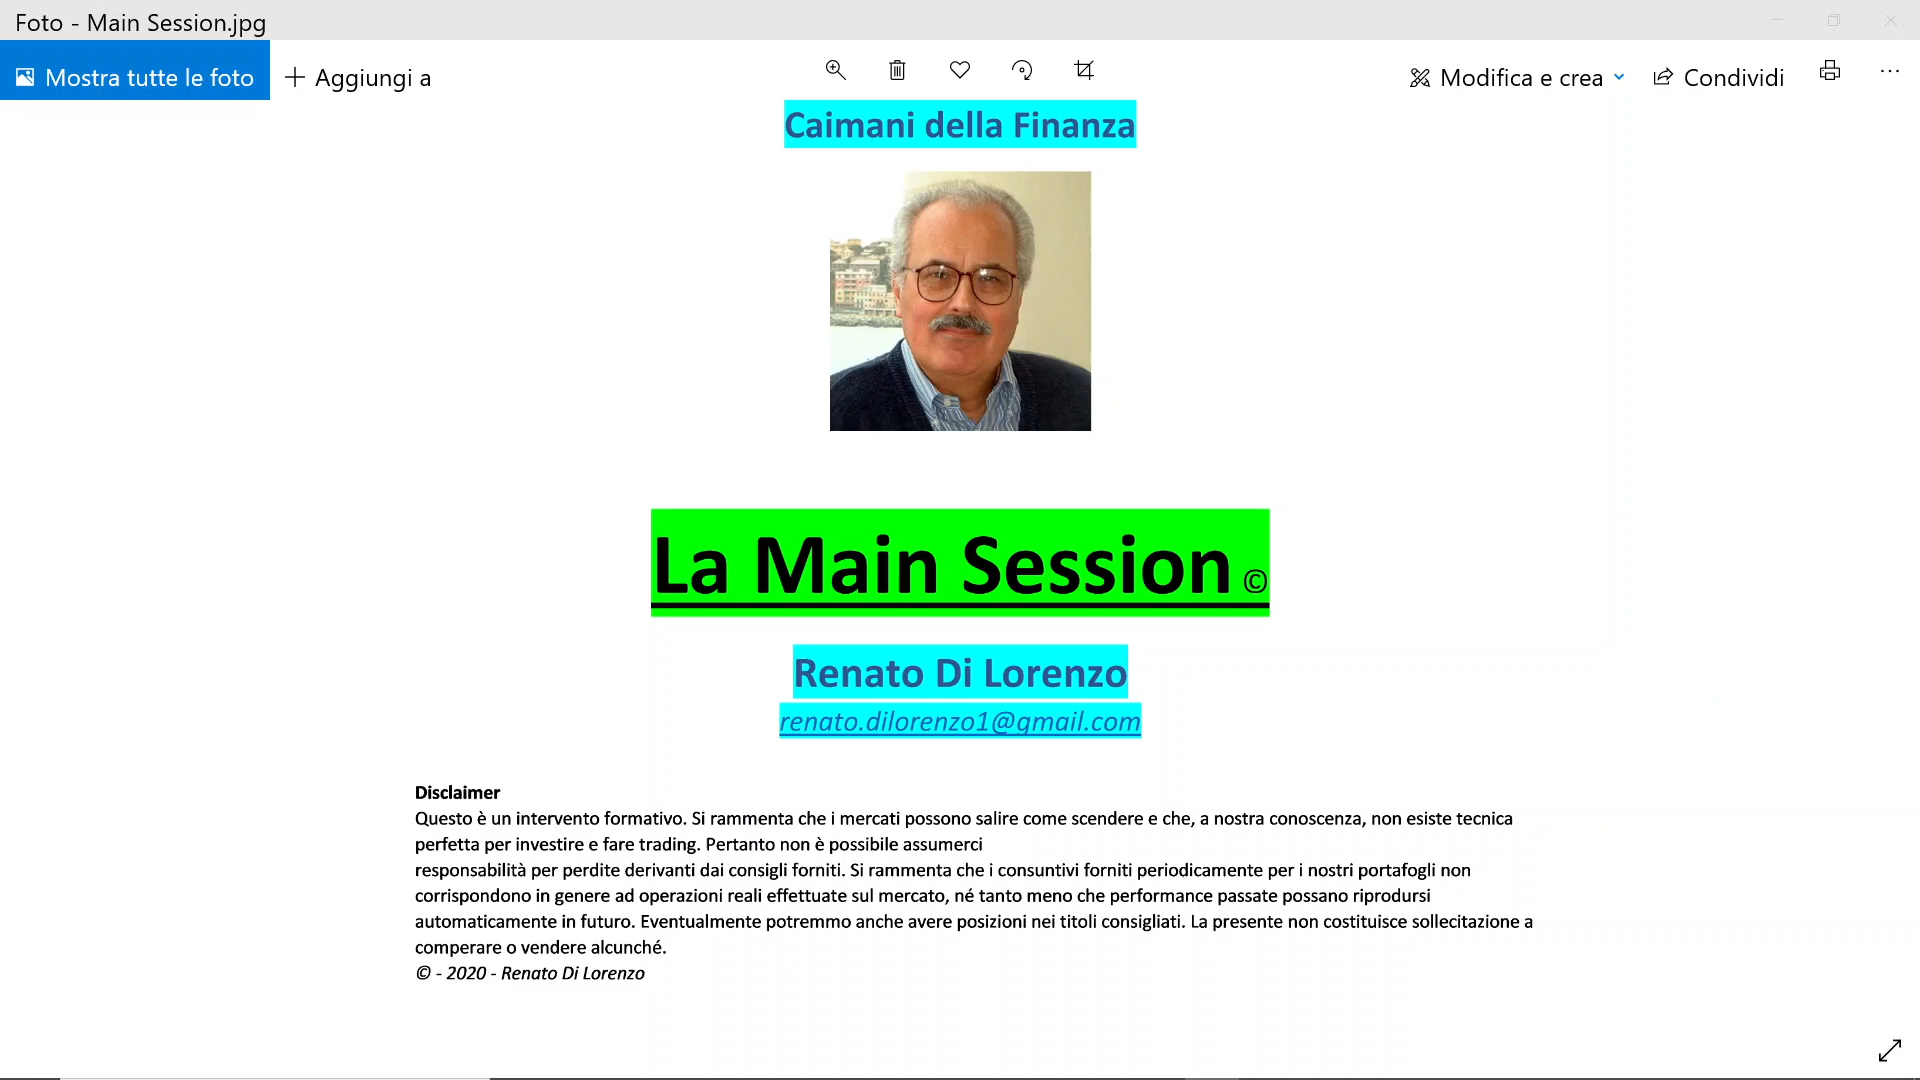 Foto - Main Session.jpg
Mostra tutte le foto
Aggiungi a
Modifica e crea
Condividi
Caimani della Finanza
La Main Session ©
Renato Di Lorenzo
renato.dilorenzo1@gmail.com
Disclaimer
Questo è un intervento formativo. Si rammenta che i mercati possono salire come scendere e che, a nostra conoscenza, non esiste tecnica
perfetta per investire e fare trading. Pertanto non è possibile assumerci
responsabilità per perdite derivanti dai consigli forniti. Si rammenta che i consuntivi forniti periodicamente per i nostri portafogli non
corrispondono in genere ad operazioni reali effettuate sul mercato, né tanto meno che performance passate possano riprodursi
automaticamente in futuro. Eventualmente potremmo anche avere posizioni nei titoli consigliati. La presente non costituisce sollecitazione a
comperare o vendere alcunché.
© - 2020 - Renato Di Lorenzo